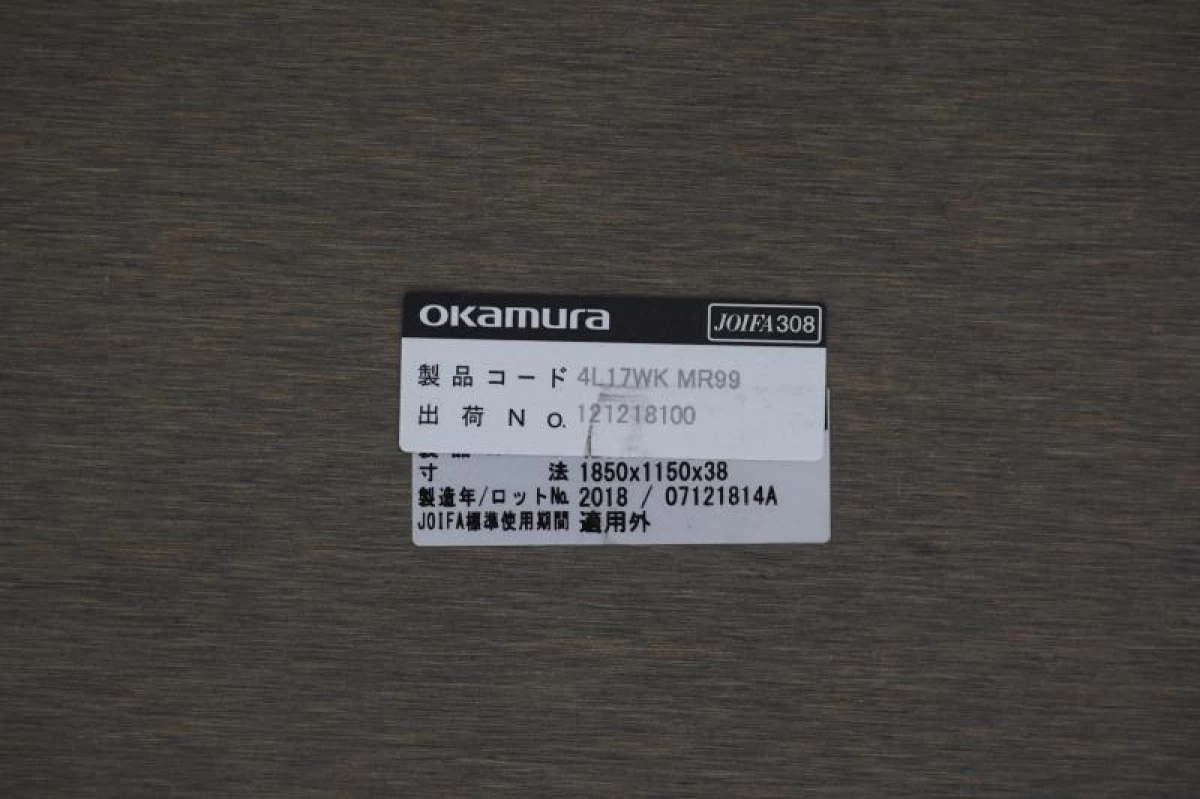 okamura
JOIFA308
製品コード 4L17WK MR99
出荷No. 121218100
寸法 1850x1150x38
製造年/ロット№ 2018 / 07121814A
JOIFA標準使用期間 適用外